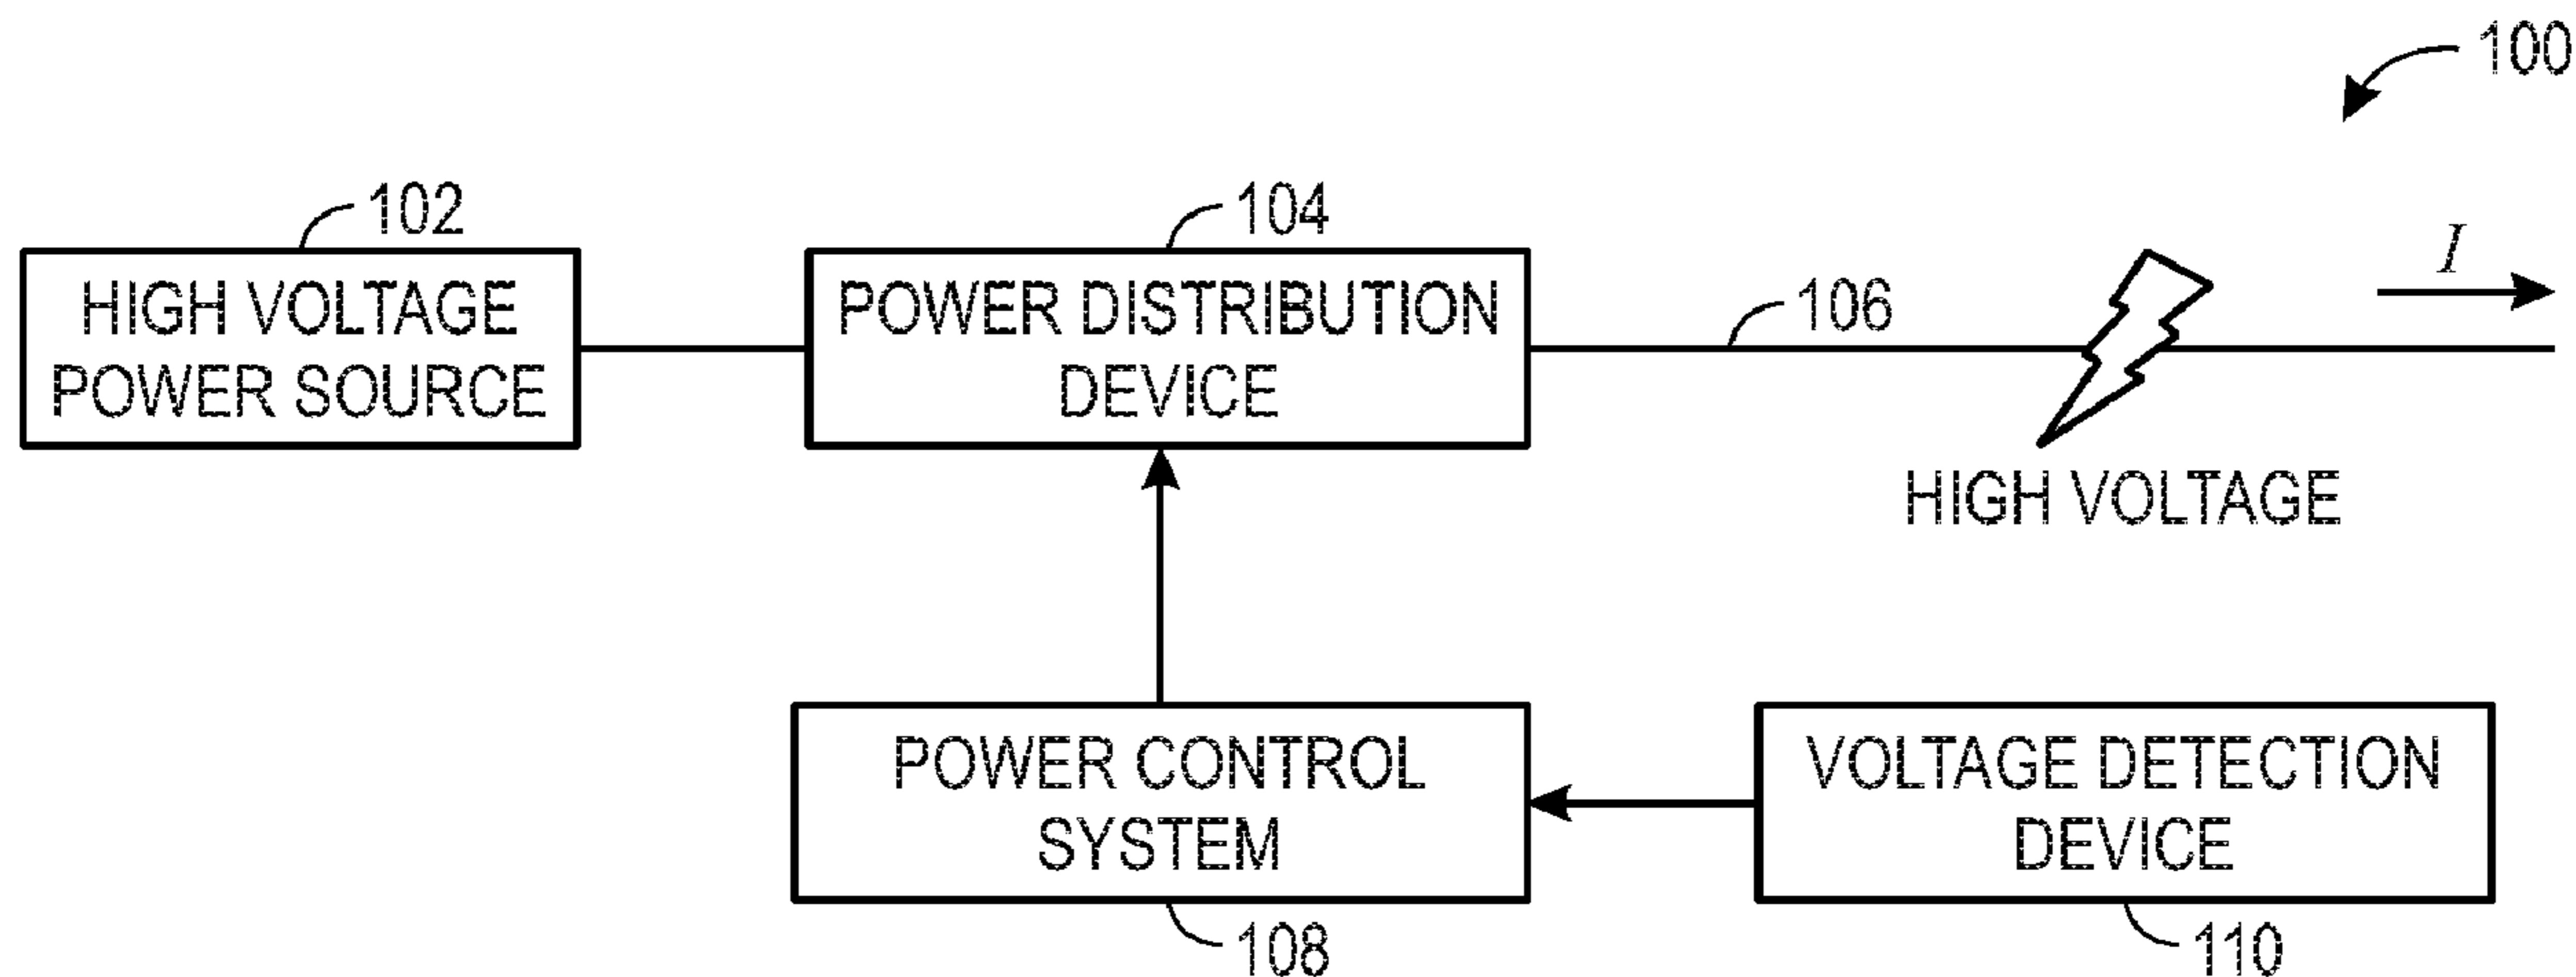 100
102
104
HIGH VOLTAGE
POWER SOURCE
POWER DISTRIBUTION
DEVICE
106
I
HIGH VOLTAGE
POWER CONTROL
SYSTEM
VOLTAGE DETECTION
DEVICE
108
110